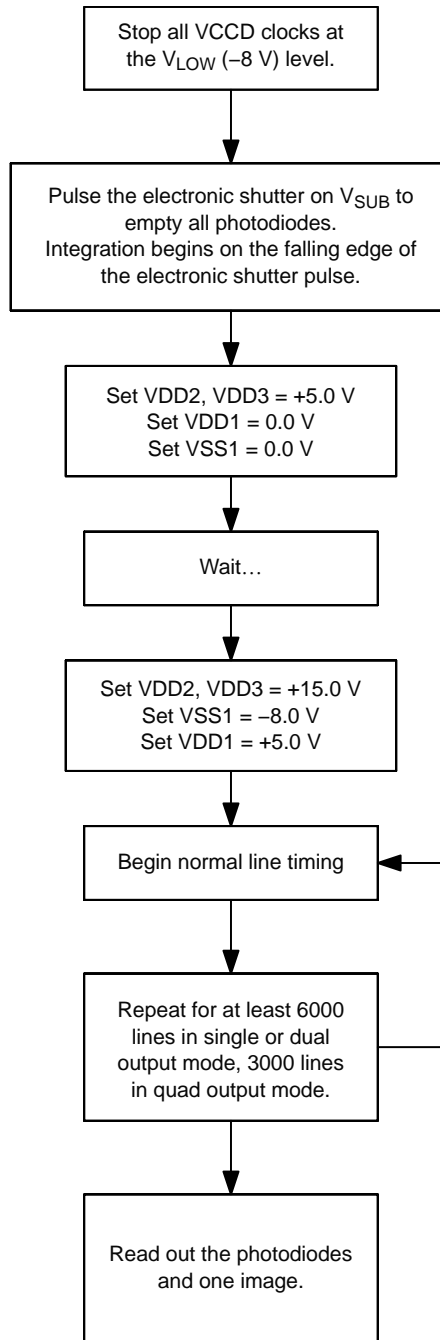 Stop all VCCD clocks at
the VLOW (−8 V) level.
Pulse the electronic shutter on VSUB to
empty all photodiodes.
Integration begins on the falling edge of
the electronic shutter pulse.
Set VDD2, VDD3 = +5.0 V
Set VDD1 = 0.0 V
Set VSS1 = 0.0 V
Wait…
Set VDD2, VDD3 = +15.0 V
Set VSS1 = −8.0 V
Set VDD1 = +5.0 V
Begin normal line timing
Repeat for at least 6000
lines in single or dual
output mode, 3000 lines
in quad output mode.
Read out the photodiodes
and one image.